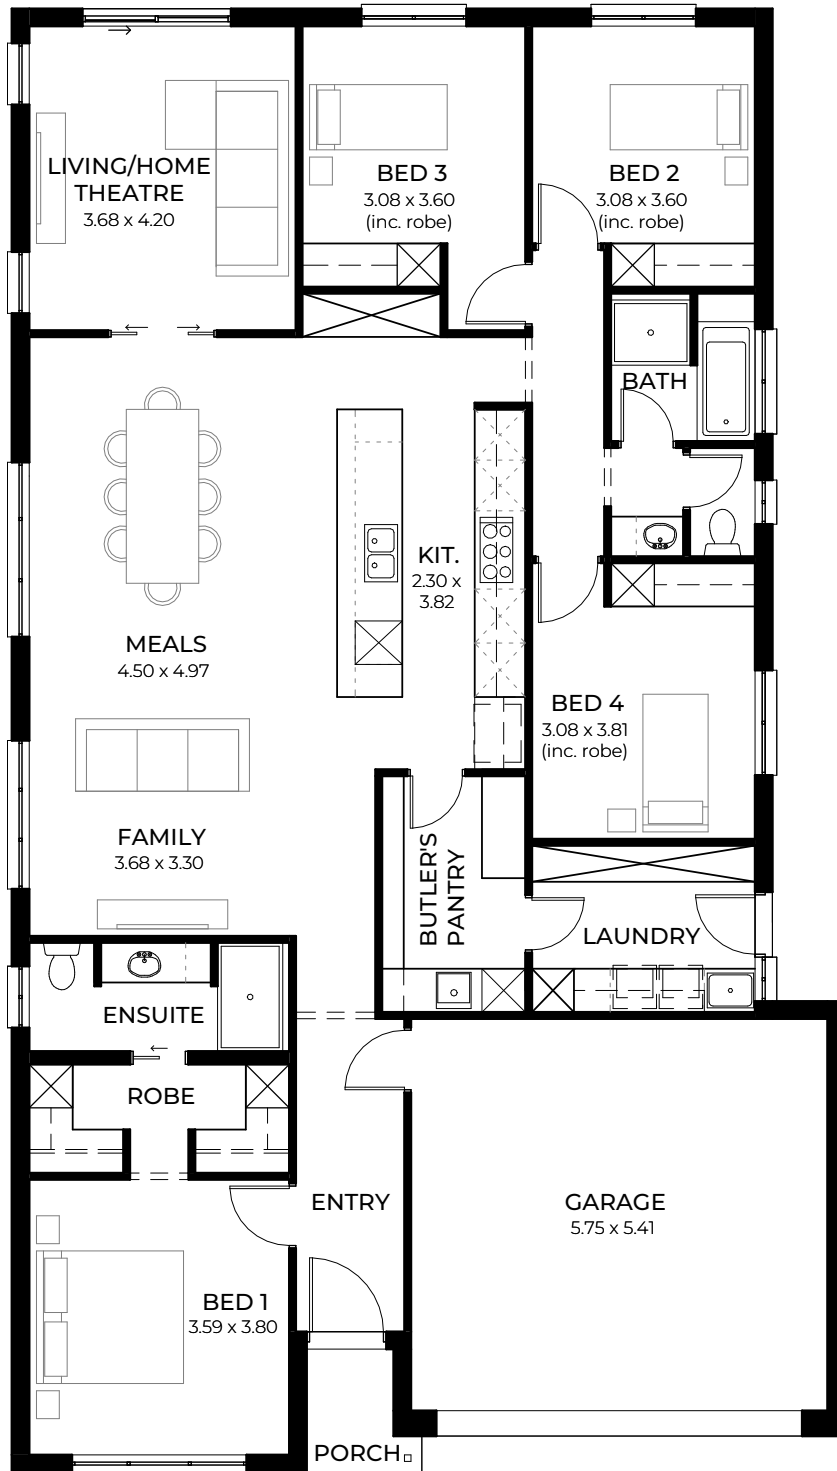 LIVING/HOME
THEATRE
3.68 x 4.20
BED 3
3.08 x 3.60
(inc. robe)
BED 2
3.08 x 3.60
(inc. robe)
BATH
KIT.
2.30 x
3.82
MEALS
4.50 x 4.97
BED 4
3.08 x 3.81
(inc. robe)
FAMILY
3.68 x 3.30
BUTLER'S
PANTRY
LAUNDRY
ENSUITE
ROBE
ENTRY
GARAGE
5.75 x 5.41
BED 1
3.59 x 3.80
PORCH